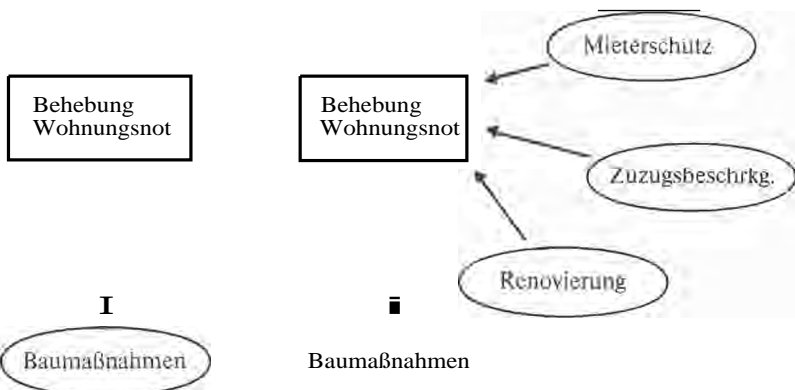 Mieterschutz
Behebung
Wohnungsnot
Behebung
Wohnungsnot
Zuzugsbeschrkg.
Renovierung
Baumaßnahmen
Baumaßnahmen